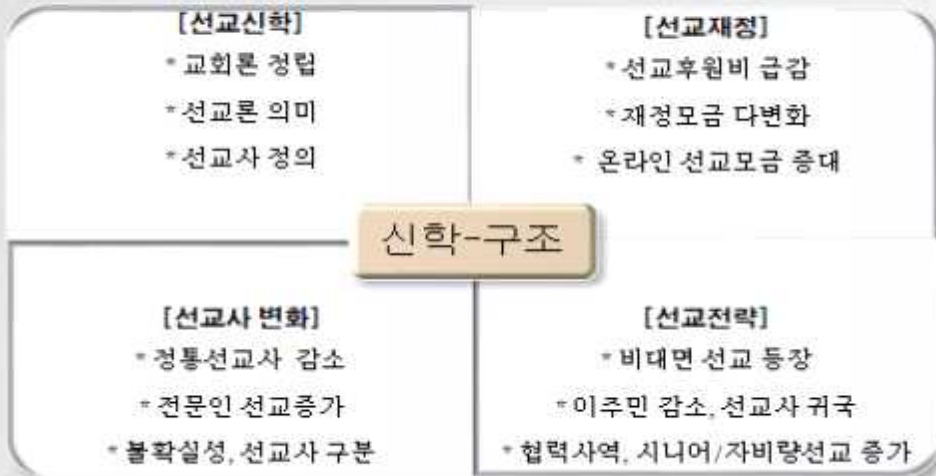 [선교신학]
* 교회론 정립
* 선교론 의미
* 선교사 정의
[선교재정]
* 선교후원비 급감
* 재정모금 다변화
* 온라인 선교모금 증대
신학-구조
[선교사 변화]
* 정통선교사 감소
* 전문인 선교증가
* 불확실성, 선교사 구분
[선교전략]
* 비대면 선교 등장
* 이주민 감소, 선교사 귀국
* 협력사역, 시니어/자비량선교 증가